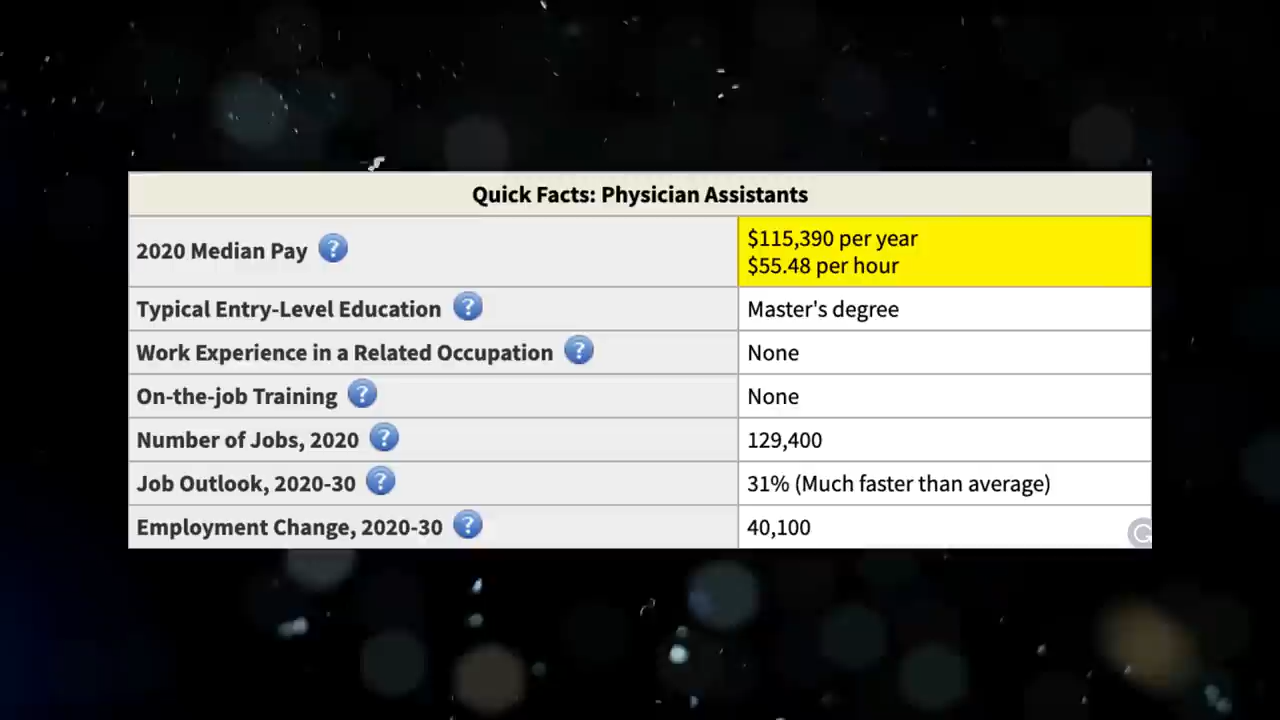 Quick Facts: Physician Assistants
2020 Median Pay ?
$115,390 per year
$55.48 per hour
Typical Entry-Level Education ?
Master's degree
Work Experience in a Related Occupation ?
None
On-the-job Training ?
None
Number of Jobs, 2020 ?
129,400
Job Outlook, 2020-30 ?
31% (Much faster than average)
Employment Change, 2020-30 ?
40,100